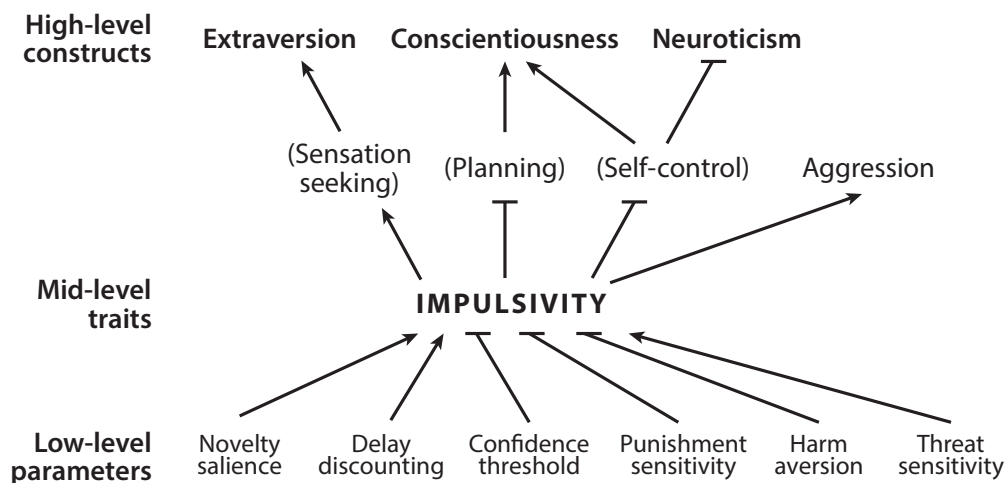 High-level
constructs
Extraversion Conscientiousness Neuroticism
(Sensation
seeking)
(Planning)
(Self-control)
Aggression
Mid-level
traits
IMPULSIVITY
Low-level
parameters
Novelty
salience
Delay
discounting
Confidence
threshold
Punishment
sensitivity
Harm
aversion
Threat
sensitivity